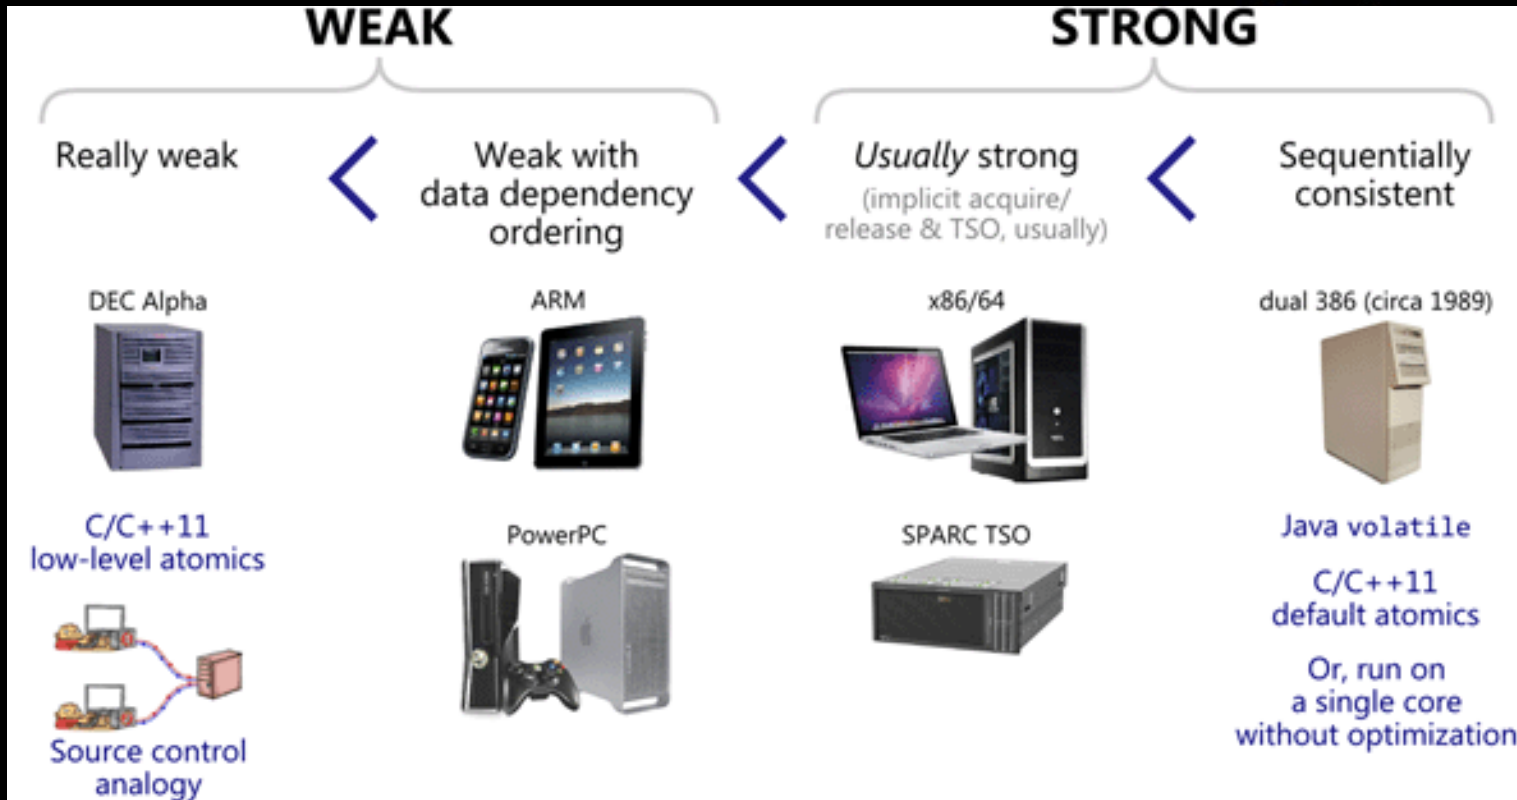 WEAK
STRONG
Really weak
Weak with
data dependency
ordering
Usually strong
(implicit acquire/
release & TSO, usually)
Sequentially
consistent
DEC Alpha
ARM
x86/64
dual 386 (circa 1989)
C/C++11
low-level atomics
PowerPC
SPARC TSO
Java volatile
C/C++11
default atomics
Or, run on
a single core
without optimization
Source control
analogy